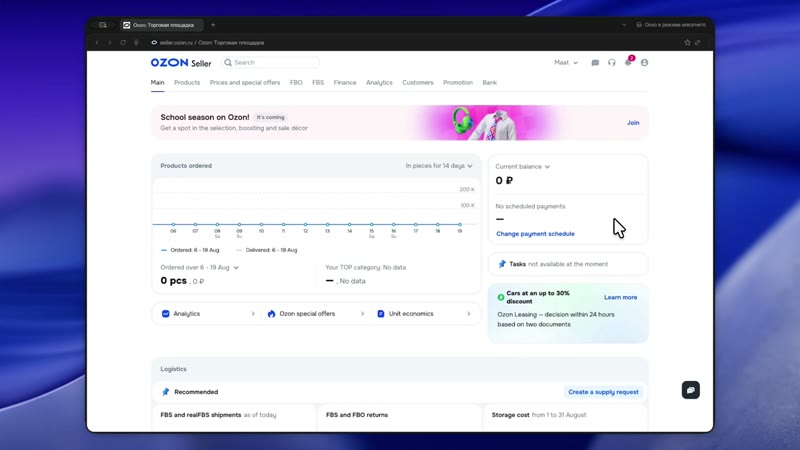 Ozon: Торговая площадка
Окно в режиме инкогнито
seller.ozon.ru / Ozon: Торговая площадка
OZON Seller
Search
Maat
2
Main
Products
Prices and special offers
FBO
FBS
Finance
Analytics
Customers
Promotion
Bank
School season on Ozon! It's coming
Get a spot in the selection, boosting and sale décor
Join
Products ordered
In pieces for 14 days
200 K
100 K
06 07 08 09 10 11 12 13 14 15 16 17 18 19
Sa Su Sa Su
Ordered: 6 - 19 Aug
Delivered: 6 - 19 Aug
Ordered over 6 - 19 Aug
0 pcs , 0 ₽
Your TOP category: No data
— , No data
Current balance
0 ₽
No scheduled payments
—
Change payment schedule
Tasks not available at the moment
Analytics
Ozon special offers
Unit economics
Cars at an up to 30%
discount
Learn more
Ozon Leasing — decision within 24 hours
based on two documents
Logistics
Recommended
Create a supply request
FBS and realFBS shipments as of today
FBS and FBO returns
Storage cost from 1 to 31 August